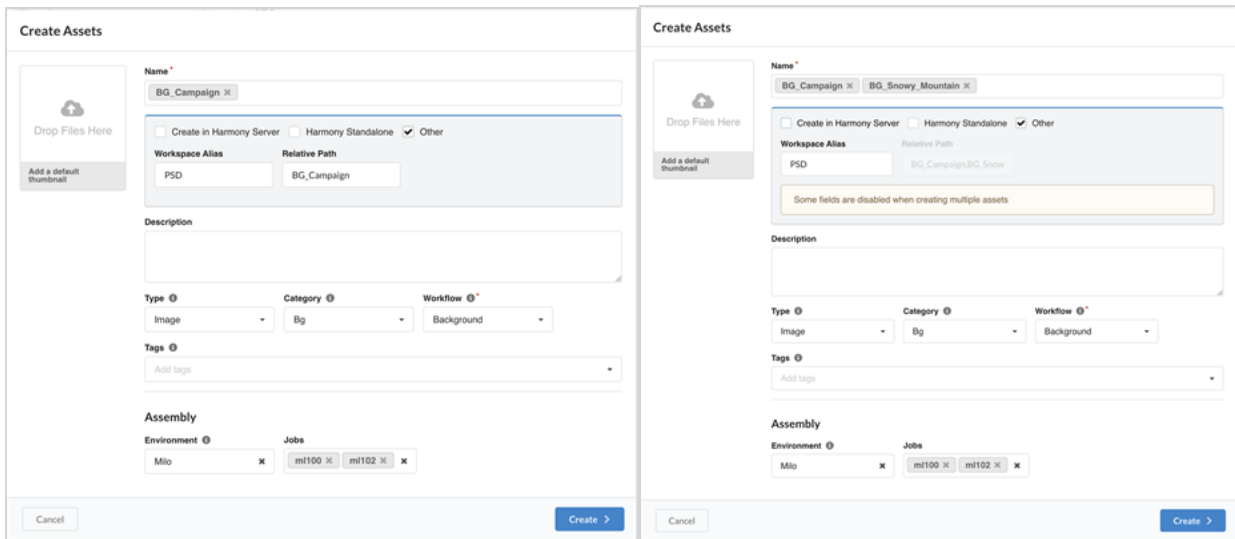 Create Assets
Drop Files Here
Add a default
thumbnail
Name *
BG_Campaign ×
Create in Harmony Server Harmony Standalone Other
Workspace Alias Relative Path
PSD BG_Campaign
Description
Type Category Workflow *
Image Bg Background
Tags
Add tags
Assembly
Environment Jobs
Milo × ml100 × ml102 × ×
Cancel Create >
Create Assets
Drop Files Here
Add a default
thumbnail
Name *
BG_Campaign × BG_Snowy_Mountain ×
Create in Harmony Server Harmony Standalone Other
Workspace Alias Relative Path
PSD BG_Campaign,BG_Snow
Some fields are disabled when creating multiple assets
Description
Type Category Workflow *
Image Bg Background
Tags
Add tags
Assembly
Environment Jobs
Milo × ml100 × ml102 × ×
Cancel Create >